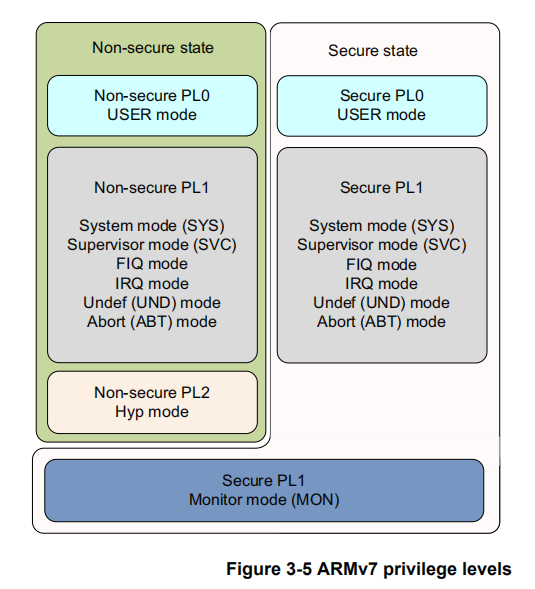 Non-secure state
Non-secure PL0
USER mode
Non-secure PL1
System mode (SYS)
Supervisor mode (SVC)
FIQ mode
IRQ mode
Undef (UND) mode
Abort (ABT) mode
Non-secure PL2
Hyp mode
Secure state
Secure PL0
USER mode
Secure PL1
System mode (SYS)
Supervisor mode (SVC)
FIQ mode
IRQ mode
Undef (UND) mode
Abort (ABT) mode
Secure PL1
Monitor mode (MON)
Figure 3-5 ARMv7 privilege levels